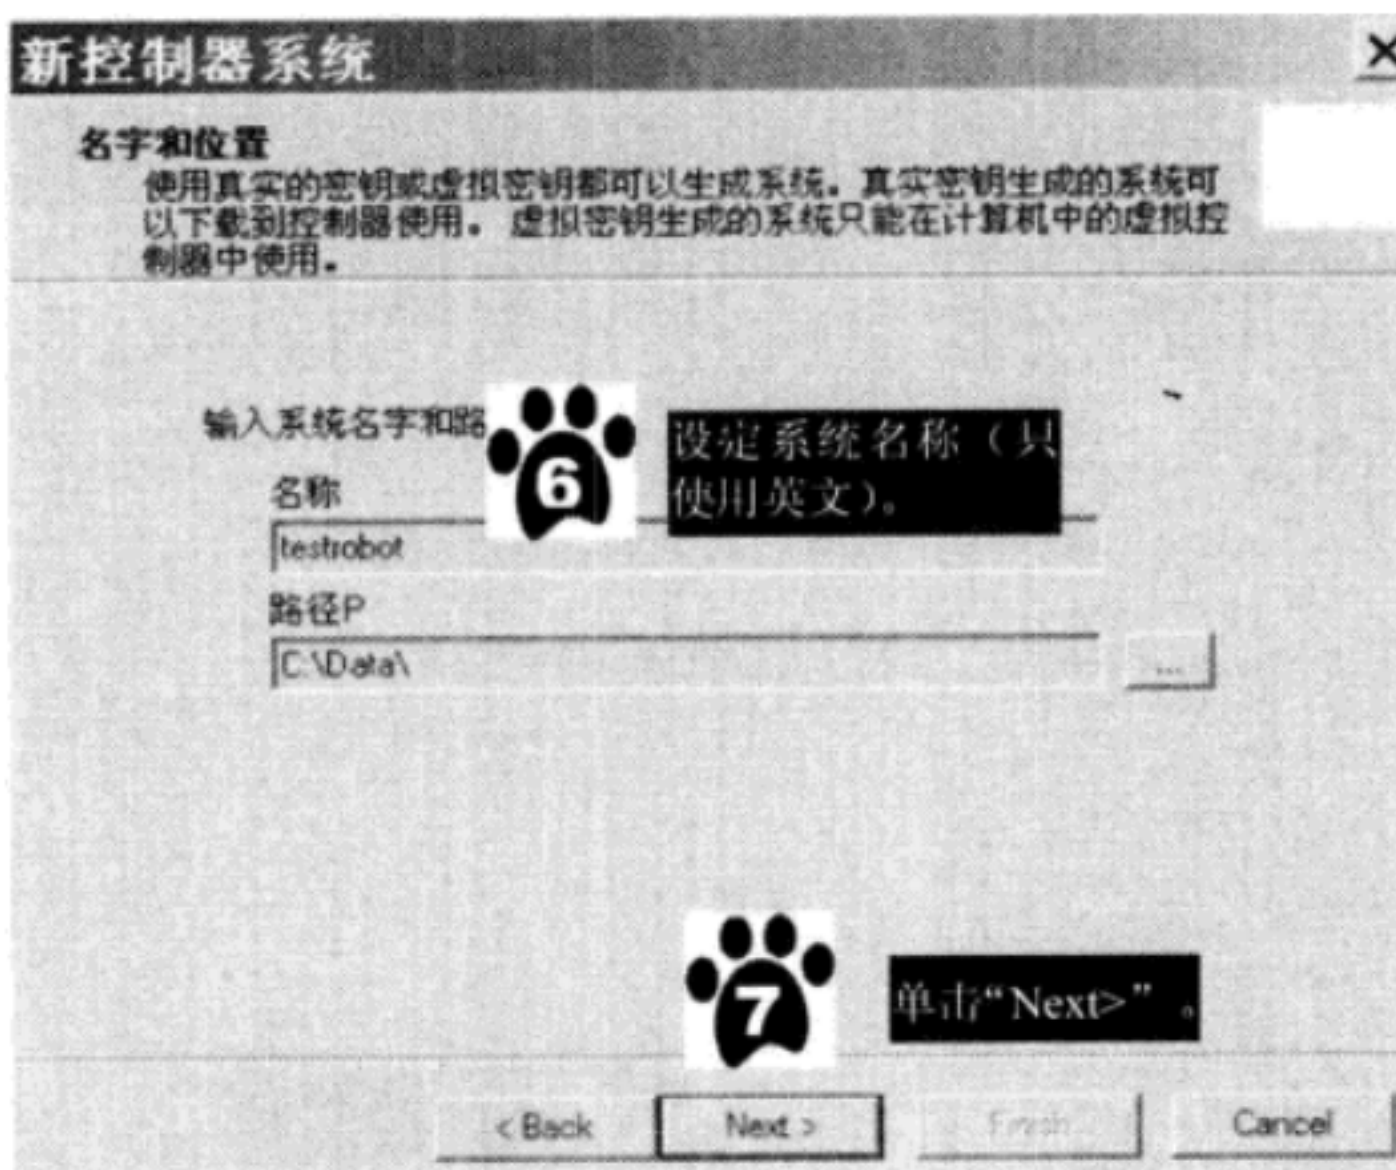 新控制器系统
名字和位置
使用真实的密钥或虚拟密钥都可以生成系统。真实密钥生成的系统可
以下载到控制器使用。 虚拟密钥生成的系统只能在计算机中的虚拟控
制器中使用。
输入系统名字和路
6
设定系统名称（只
使用英文）。
名称
testrobot
路径P
C:\Data\
...
7
单击“Next>”。
< Back
Next >
Finish
Cancel